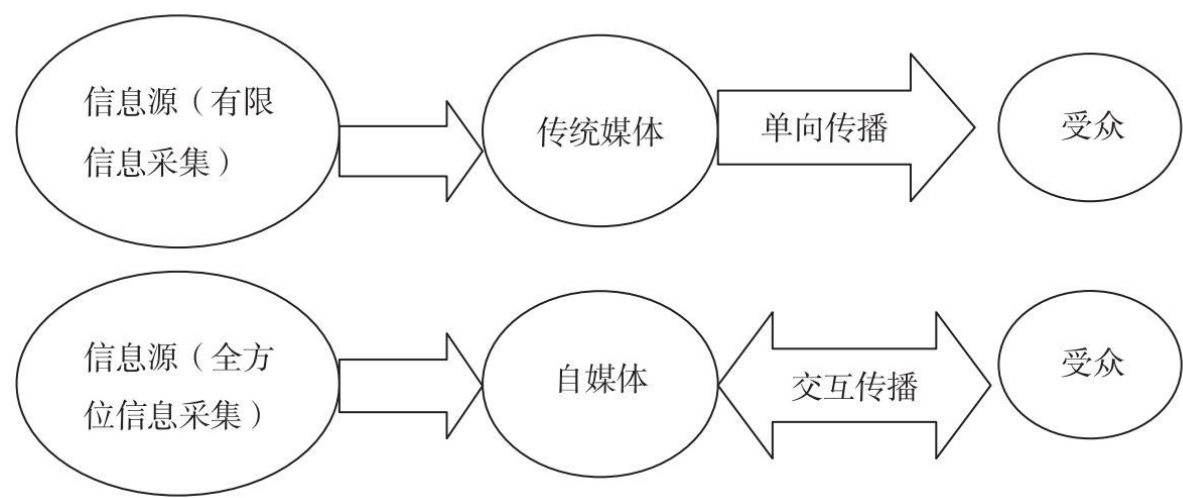 信息源（有限
信息采集）
传统媒体
单向传播
受众
信息源（全方
位信息采集）
自媒体
交互传播
受众